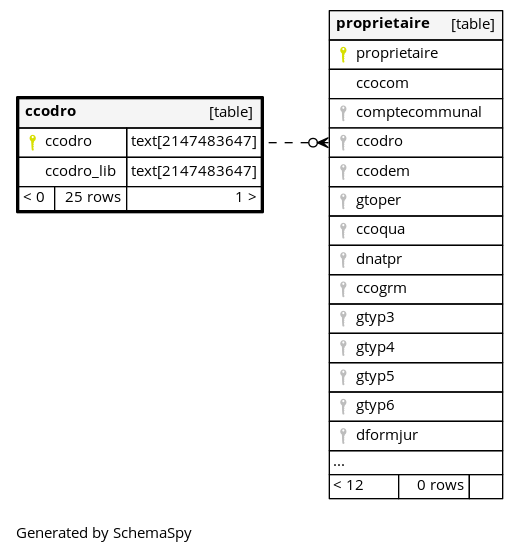 ccodro [table]
ccodro text[2147483647]
ccodro_lib text[2147483647]
< 0 25 rows 1 >
proprietaire [table]
proprietaire
ccocom
comptecommunal
ccodro
ccodem
gtoper
ccoqua
dnatpr
ccogrm
gtyp3
gtyp4
gtyp5
gtyp6
dformjur
...
< 12 0 rows
Generated by SchemaSpy